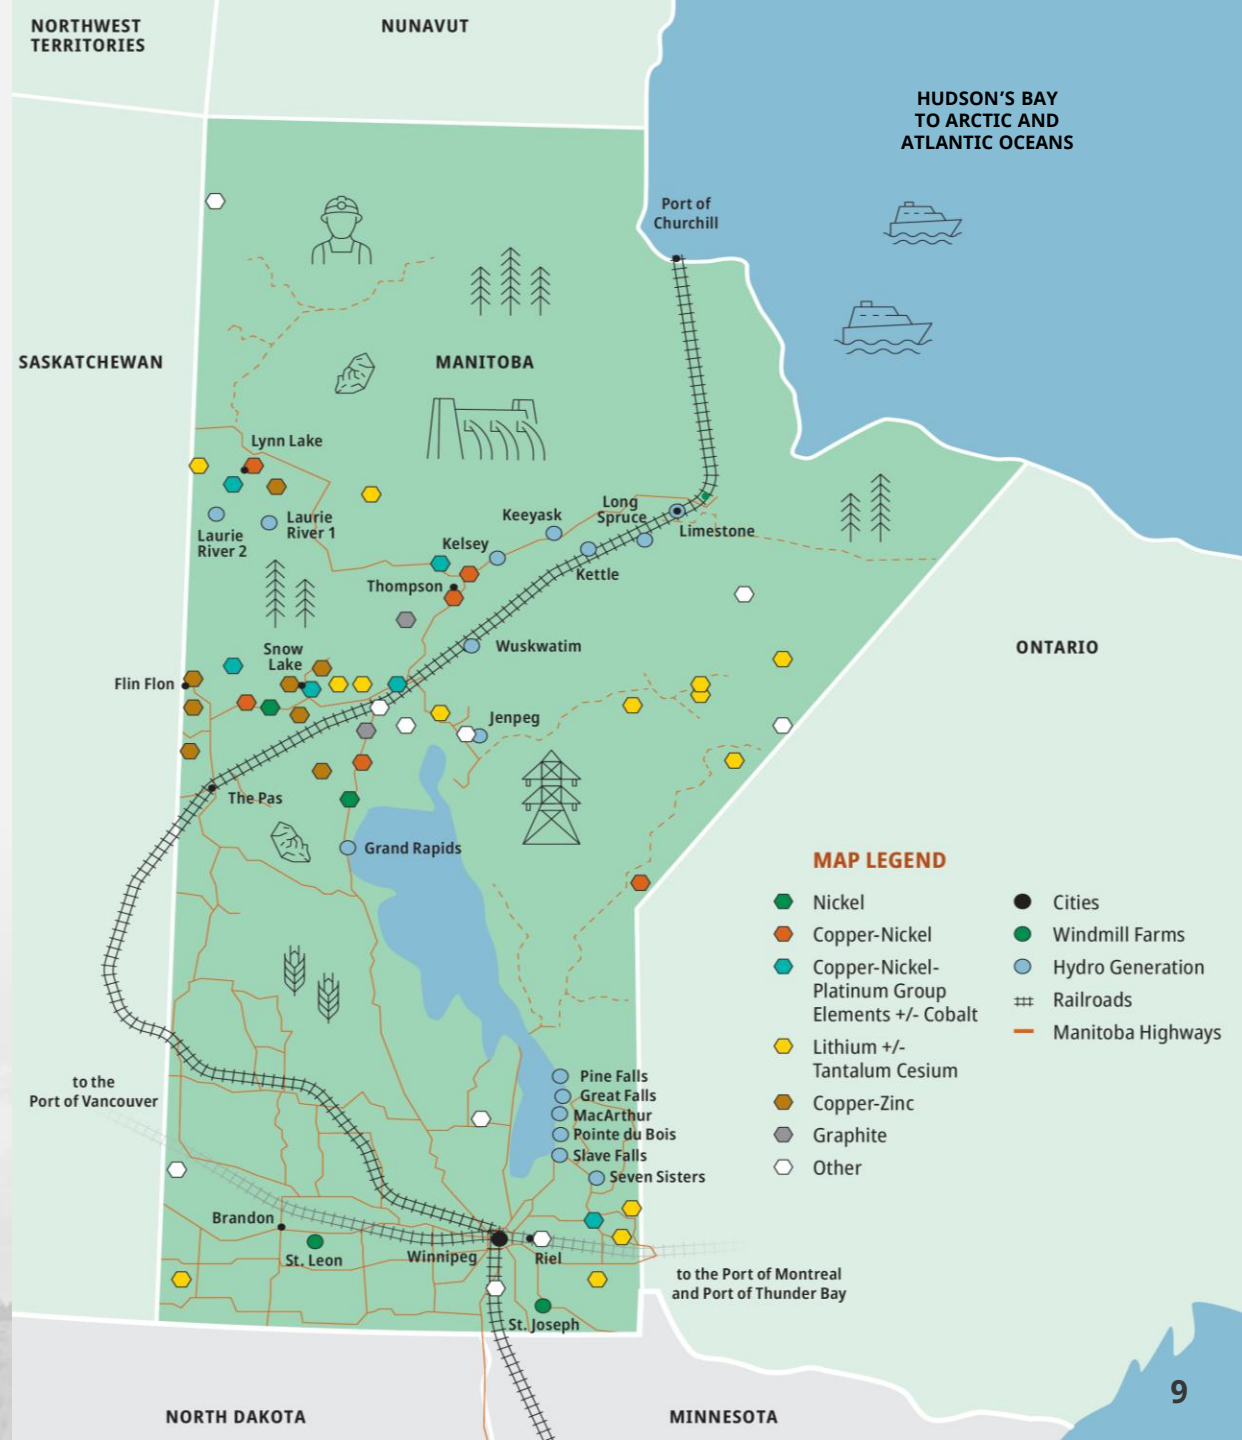 NORTHWEST
TERRITORIES
NUNAVUT
HUDSON'S BAY
TO ARCTIC AND
ATLANTIC OCEANS
Port of
Churchill
SASKATCHEWAN
MANITOBA
Lynn Lake
Laurie
River 2
Laurie
River 1
Keeyask
Long
Spruce
Limestone
Kelsey
Kettle
Thompson
Wuskwatim
ONTARIO
Snow
Lake
Flin Flon
Jenpeg
The Pas
Grand Rapids
MAP LEGEND
Nickel
Copper-Nickel
Copper-Nickel-
Platinum Group
Elements +/- Cobalt
Lithium +/-
Tantalum Cesium
Copper-Zinc
Graphite
Other
Cities
Windmill Farms
Hydro Generation
Railroads
Manitoba Highways
to the
Port of Vancouver
Pine Falls
Great Falls
MacArthur
Pointe du Bois
Slave Falls
Seven Sisters
Brandon
St. Leon
Winnipeg
Riel
to the Port of Montreal
and Port of Thunder Bay
St. Joseph
NORTH DAKOTA
MINNESOTA
9